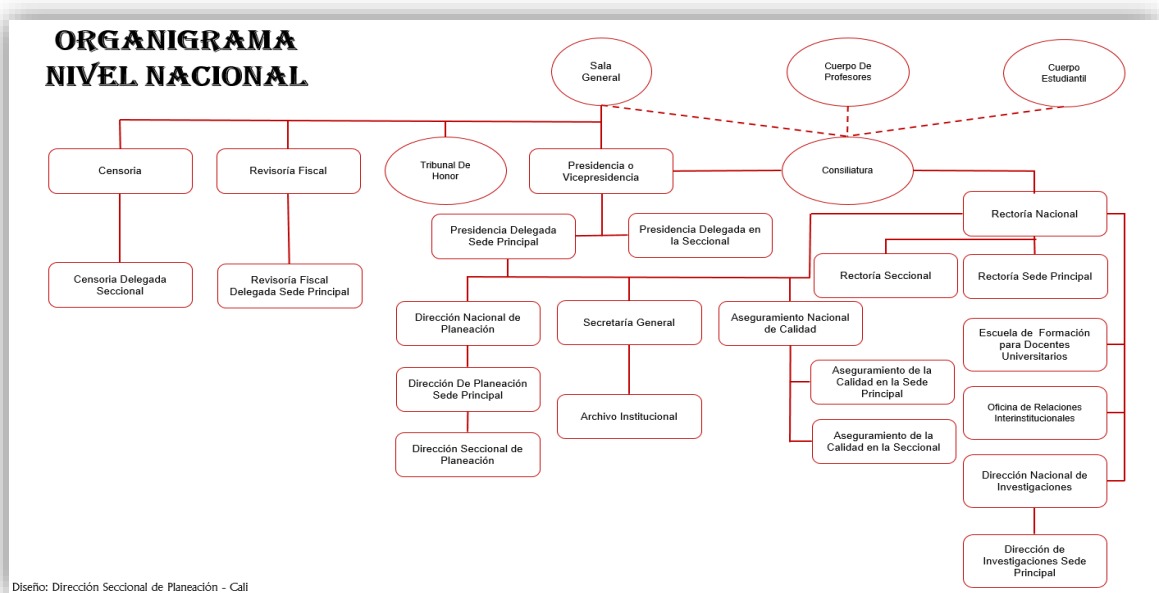 ORGANIGRAMA
NIVEL NACIONAL
Sala
General
Cuerpo De
Profesores
Cuerpo
Estudiantil
Censoria
Revisoría Fiscal
Tribunal De
Honor
Presidencia o
Vicepresidencia
Consiliatura
Presidencia Delegada
Sede Principal
Presidencia Delegada en
la Seccional
Rectoría Nacional
Censoria Delegada
Seccional
Revisoría Fiscal
Delegada Sede Principal
Rectoría Seccional
Rectoría Sede Principal
Dirección Nacional de
Planeación
Secretaría General
Aseguramiento Nacional
de Calidad
Escuela de Formación
para Docentes
Universitarios
Dirección De Planeación
Sede Principal
Archivo Institucional
Aseguramiento de la
Calidad en la Sede
Principal
Oficina de Relaciones
Interinstitucionales
Dirección Seccional de
Planeación
Aseguramiento de la
Calidad en la Seccional
Dirección Nacional de
Investigaciones
Dirección de
Investigaciones Sede
Principal
Diseño: Dirección Seccional de Planeación - Cali